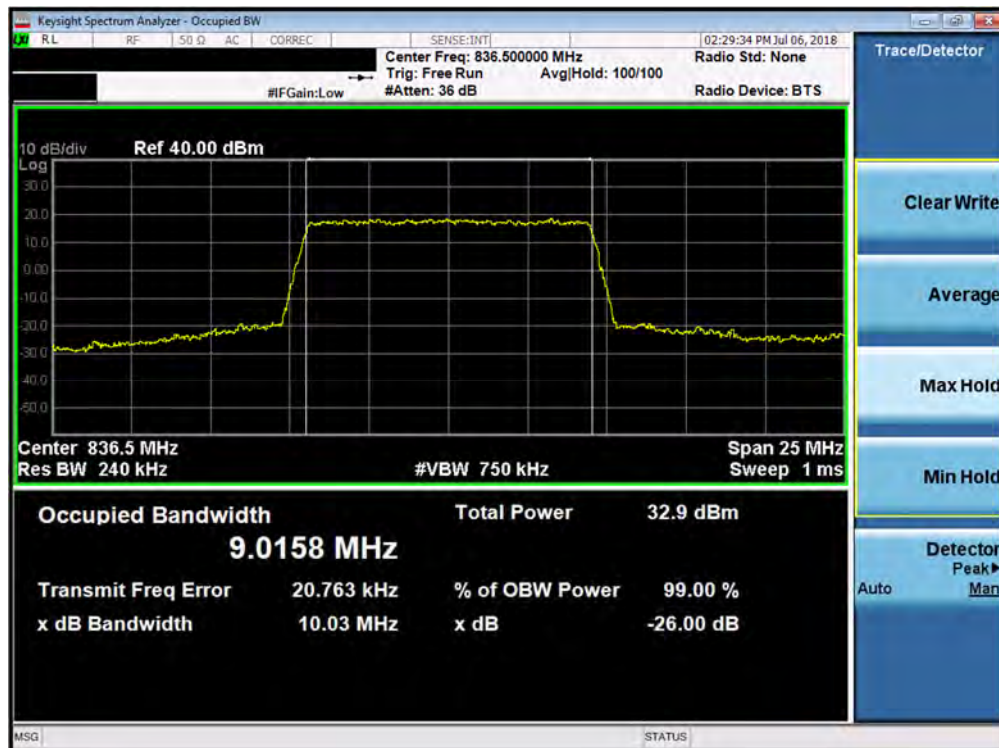 Keysight Spectrum Analyzer - Occupied BW
LXI RL RF 50 Ω AC CORREC SENSE:INT 02:29:34 PM Jul 06, 2018
Center Freq: 836.500000 MHz Radio Std: None
Trig: Free Run Avg|Hold: 100/100
#IFGain:Low #Atten: 36 dB Radio Device: BTS
10 dB/div Ref 40.00 dBm
Log
30.0
20.0
10.0
0.00
-10.0
-20.0
-30.0
-40.0
-50.0
Center 836.5 MHz Span 25 MHz
Res BW 240 kHz #VBW 750 kHz Sweep 1 ms
Occupied Bandwidth Total Power 32.9 dBm
9.0158 MHz
Transmit Freq Error 20.763 kHz % of OBW Power 99.00 %
x dB Bandwidth 10.03 MHz x dB -26.00 dB
MSG STATUS
Trace/Detector
Clear Write
Average
Max Hold
Min Hold
Detector
Peak▶
Auto Man